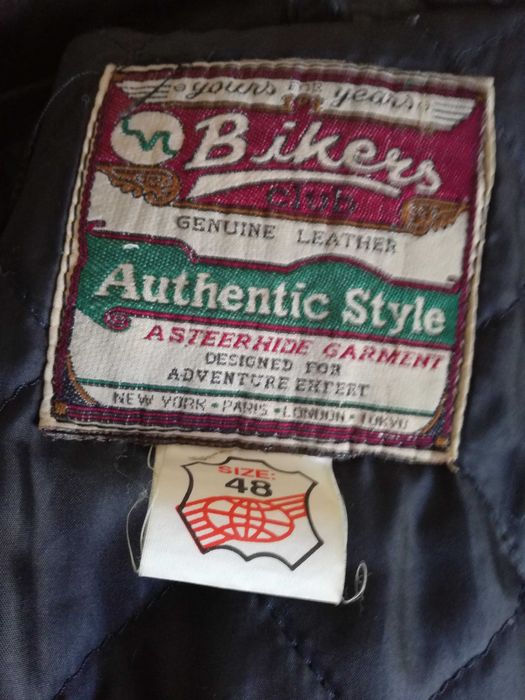 yours FOR years
Bikers
club
GENUINE LEATHER
Authentic Style
A STEERHIDE GARMENT
DESIGNED FOR
ADVENTURE EXPERT
NEW YORK • PARIS • LONDON • TOKYO
SIZE:
48